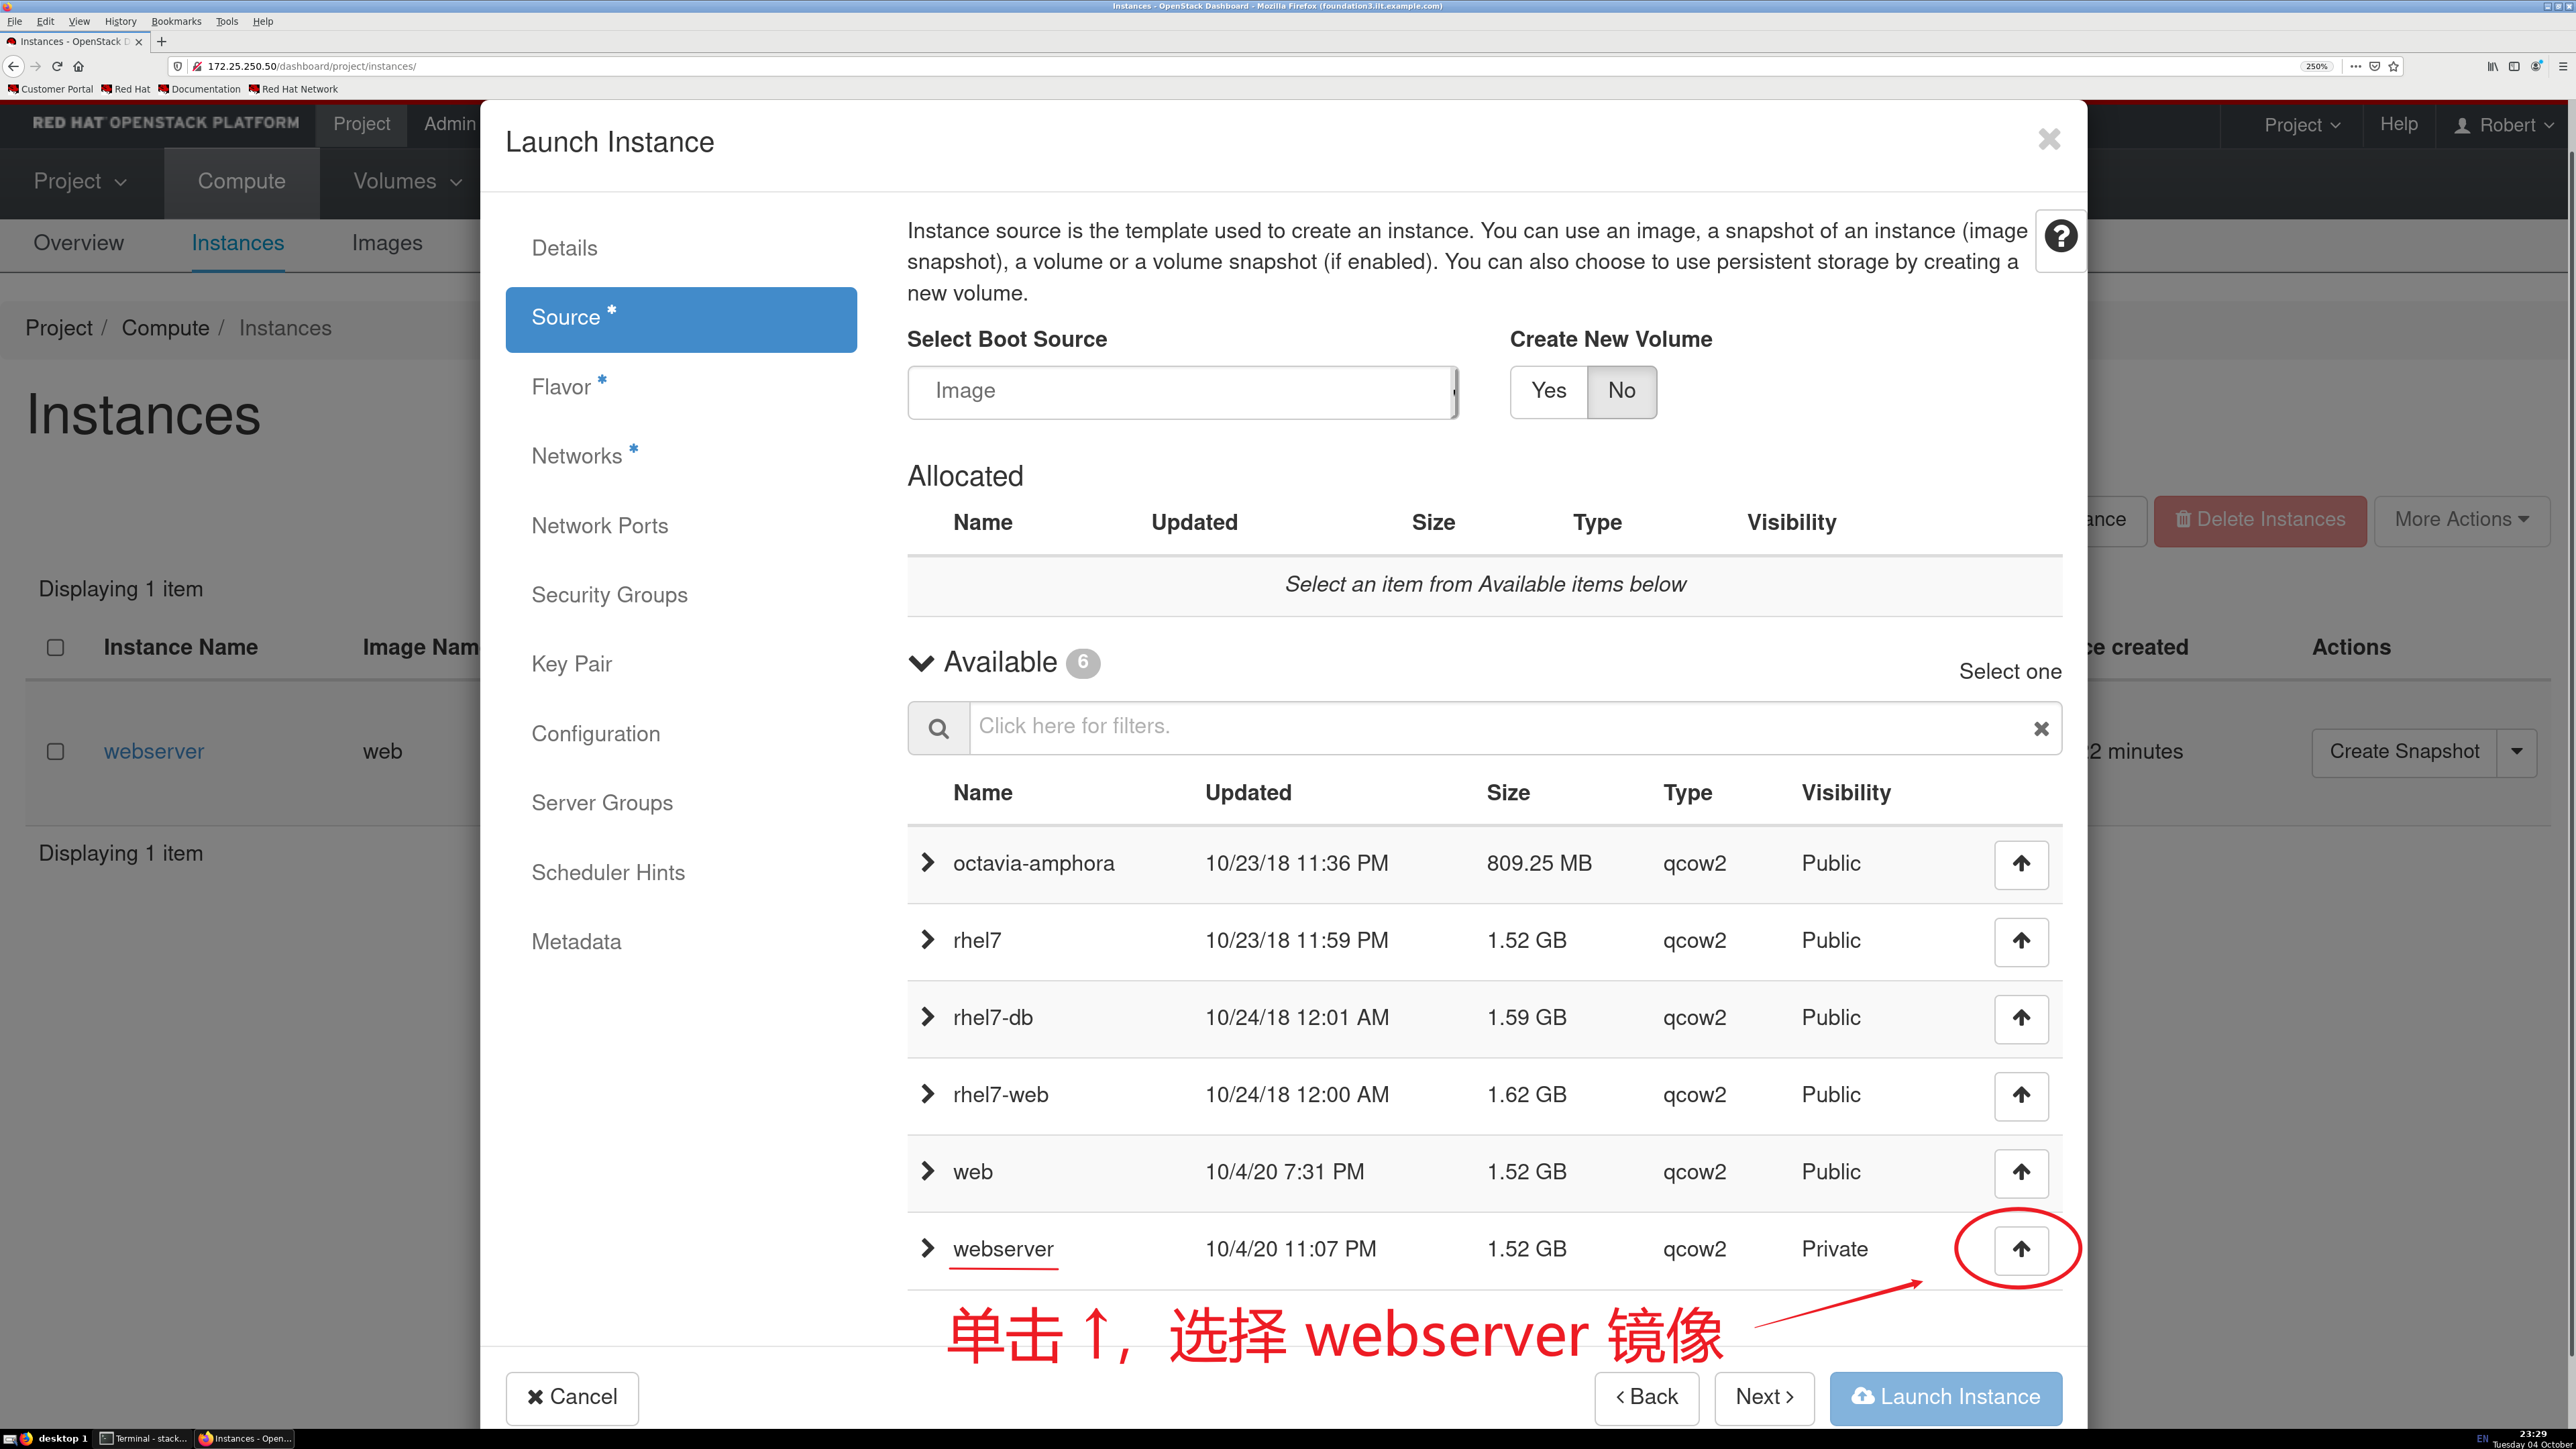 Instances - OpenStack Dashboard - Mozilla Firefox (foundation3.ilt.example.com)
File Edit View History Bookmarks Tools Help
Instances - OpenStack D
172.25.250.50/dashboard/project/instances/
250%
Customer Portal Red Hat Documentation Red Hat Network
RED HAT OPENSTACK PLATFORM Project Admin
Project Help Robert
Project Compute Volumes
Overview Instances Images
Project / Compute / Instances
Instances
ance Delete Instances More Actions
Displaying 1 item
Instance Name Image Nam
ce created Actions
webserver web
2 minutes Create Snapshot
Displaying 1 item
Launch Instance
Details
Source *
Flavor *
Networks *
Network Ports
Security Groups
Key Pair
Configuration
Server Groups
Scheduler Hints
Metadata
Instance source is the template used to create an instance. You can use an image, a snapshot of an instance (image
snapshot), a volume or a volume snapshot (if enabled). You can also choose to use persistent storage by creating a
new volume.
Select Boot Source Create New Volume
Image Yes No
Allocated
Name Updated Size Type Visibility
Select an item from Available items below
Available 6
Select one
Click here for filters.
Name Updated Size Type Visibility
octavia-amphora 10/23/18 11:36 PM 809.25 MB qcow2 Public
rhel7 10/23/18 11:59 PM 1.52 GB qcow2 Public
rhel7-db 10/24/18 12:01 AM 1.59 GB qcow2 Public
rhel7-web 10/24/18 12:00 AM 1.62 GB qcow2 Public
web 10/4/20 7:31 PM 1.52 GB qcow2 Public
webserver 10/4/20 11:07 PM 1.52 GB qcow2 Private
单击↑，选择 webserver 镜像
Cancel < Back Next > Launch Instance
desktop 1 Terminal - stack... Instances - Open...
EN 23:29
Tuesday 04 October